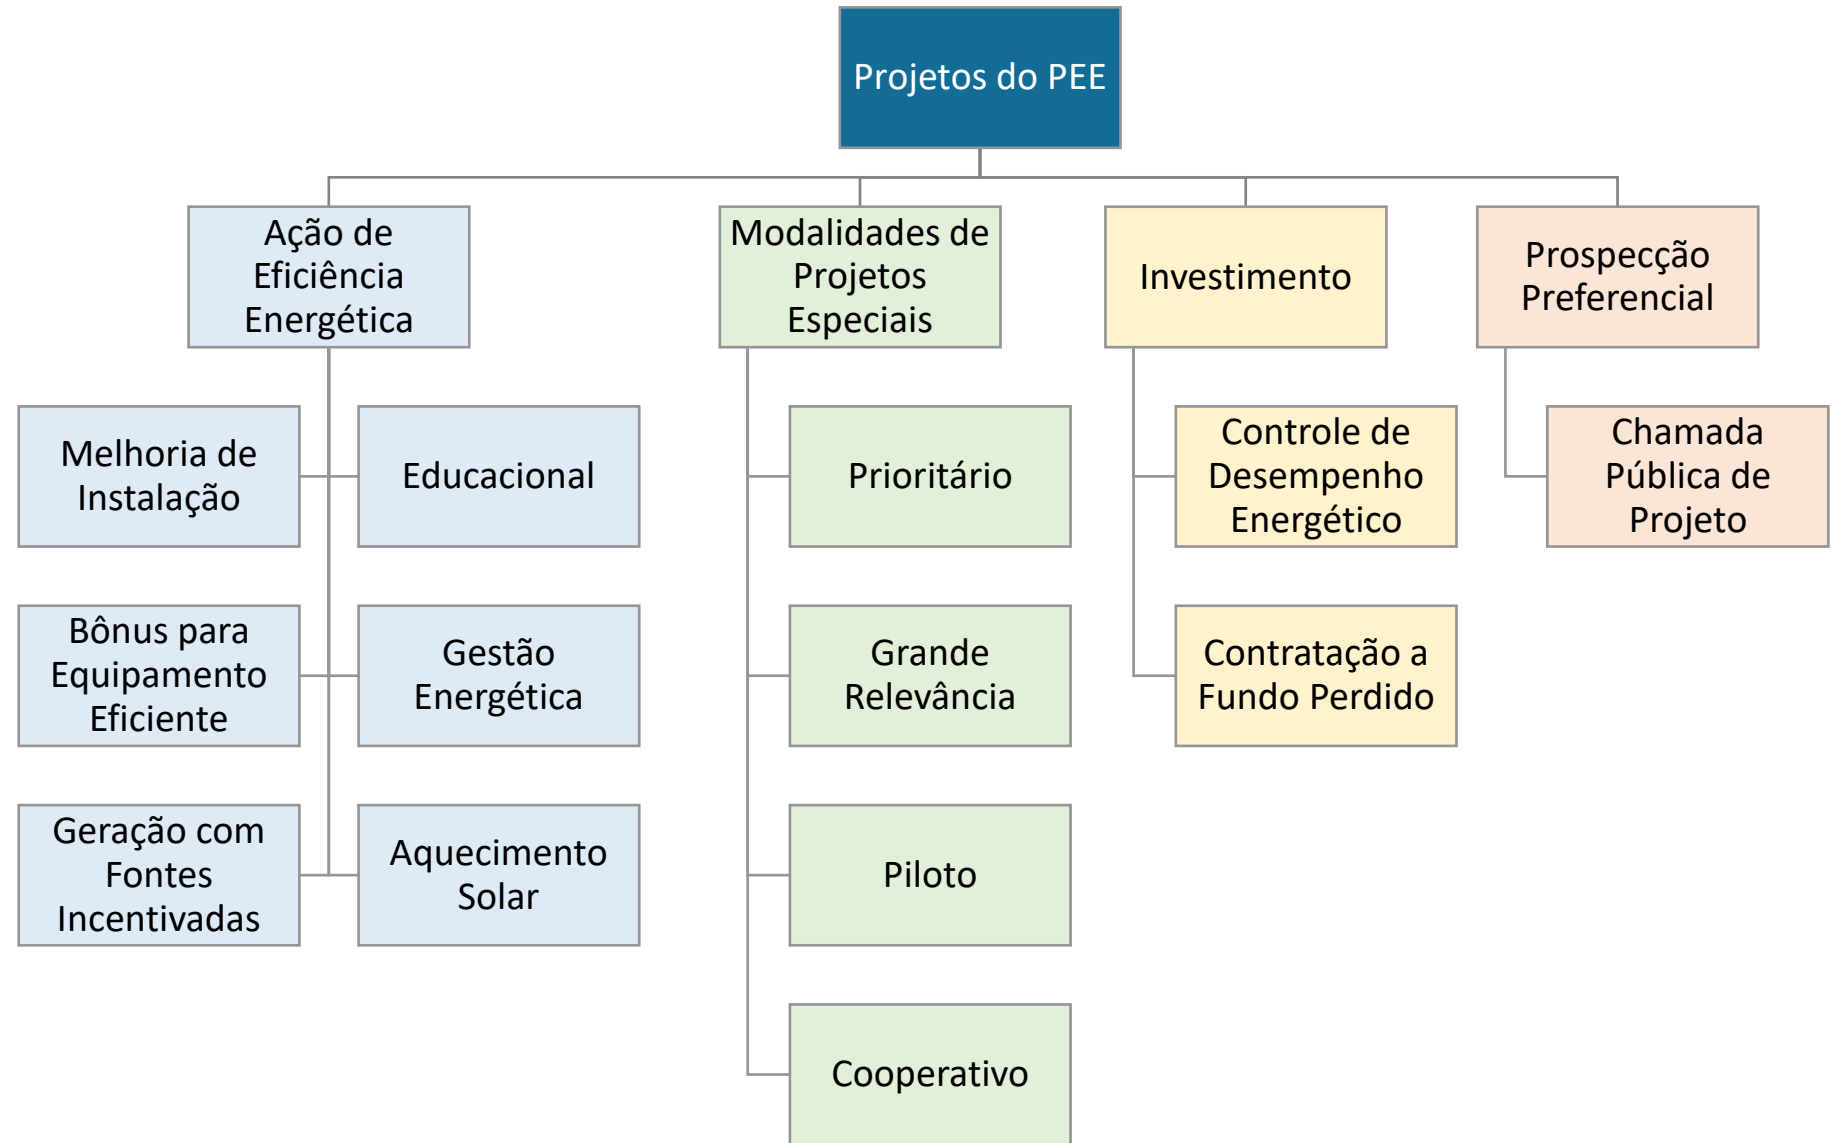 Projetos do PEE
Ação de
Eficiência
Energética
Modalidades de
Projetos
Especiais
Investimento
Prospecção
Preferencial
Melhoria de
Instalação
Educacional
Prioritário
Controle de
Desempenho
Energético
Chamada
Pública de
Projeto
Bônus para
Equipamento
Eficiente
Gestão
Energética
Grande
Relevância
Contratação a
Fundo Perdido
Geração com
Fontes
Incentivadas
Aquecimento
Solar
Piloto
Cooperativo